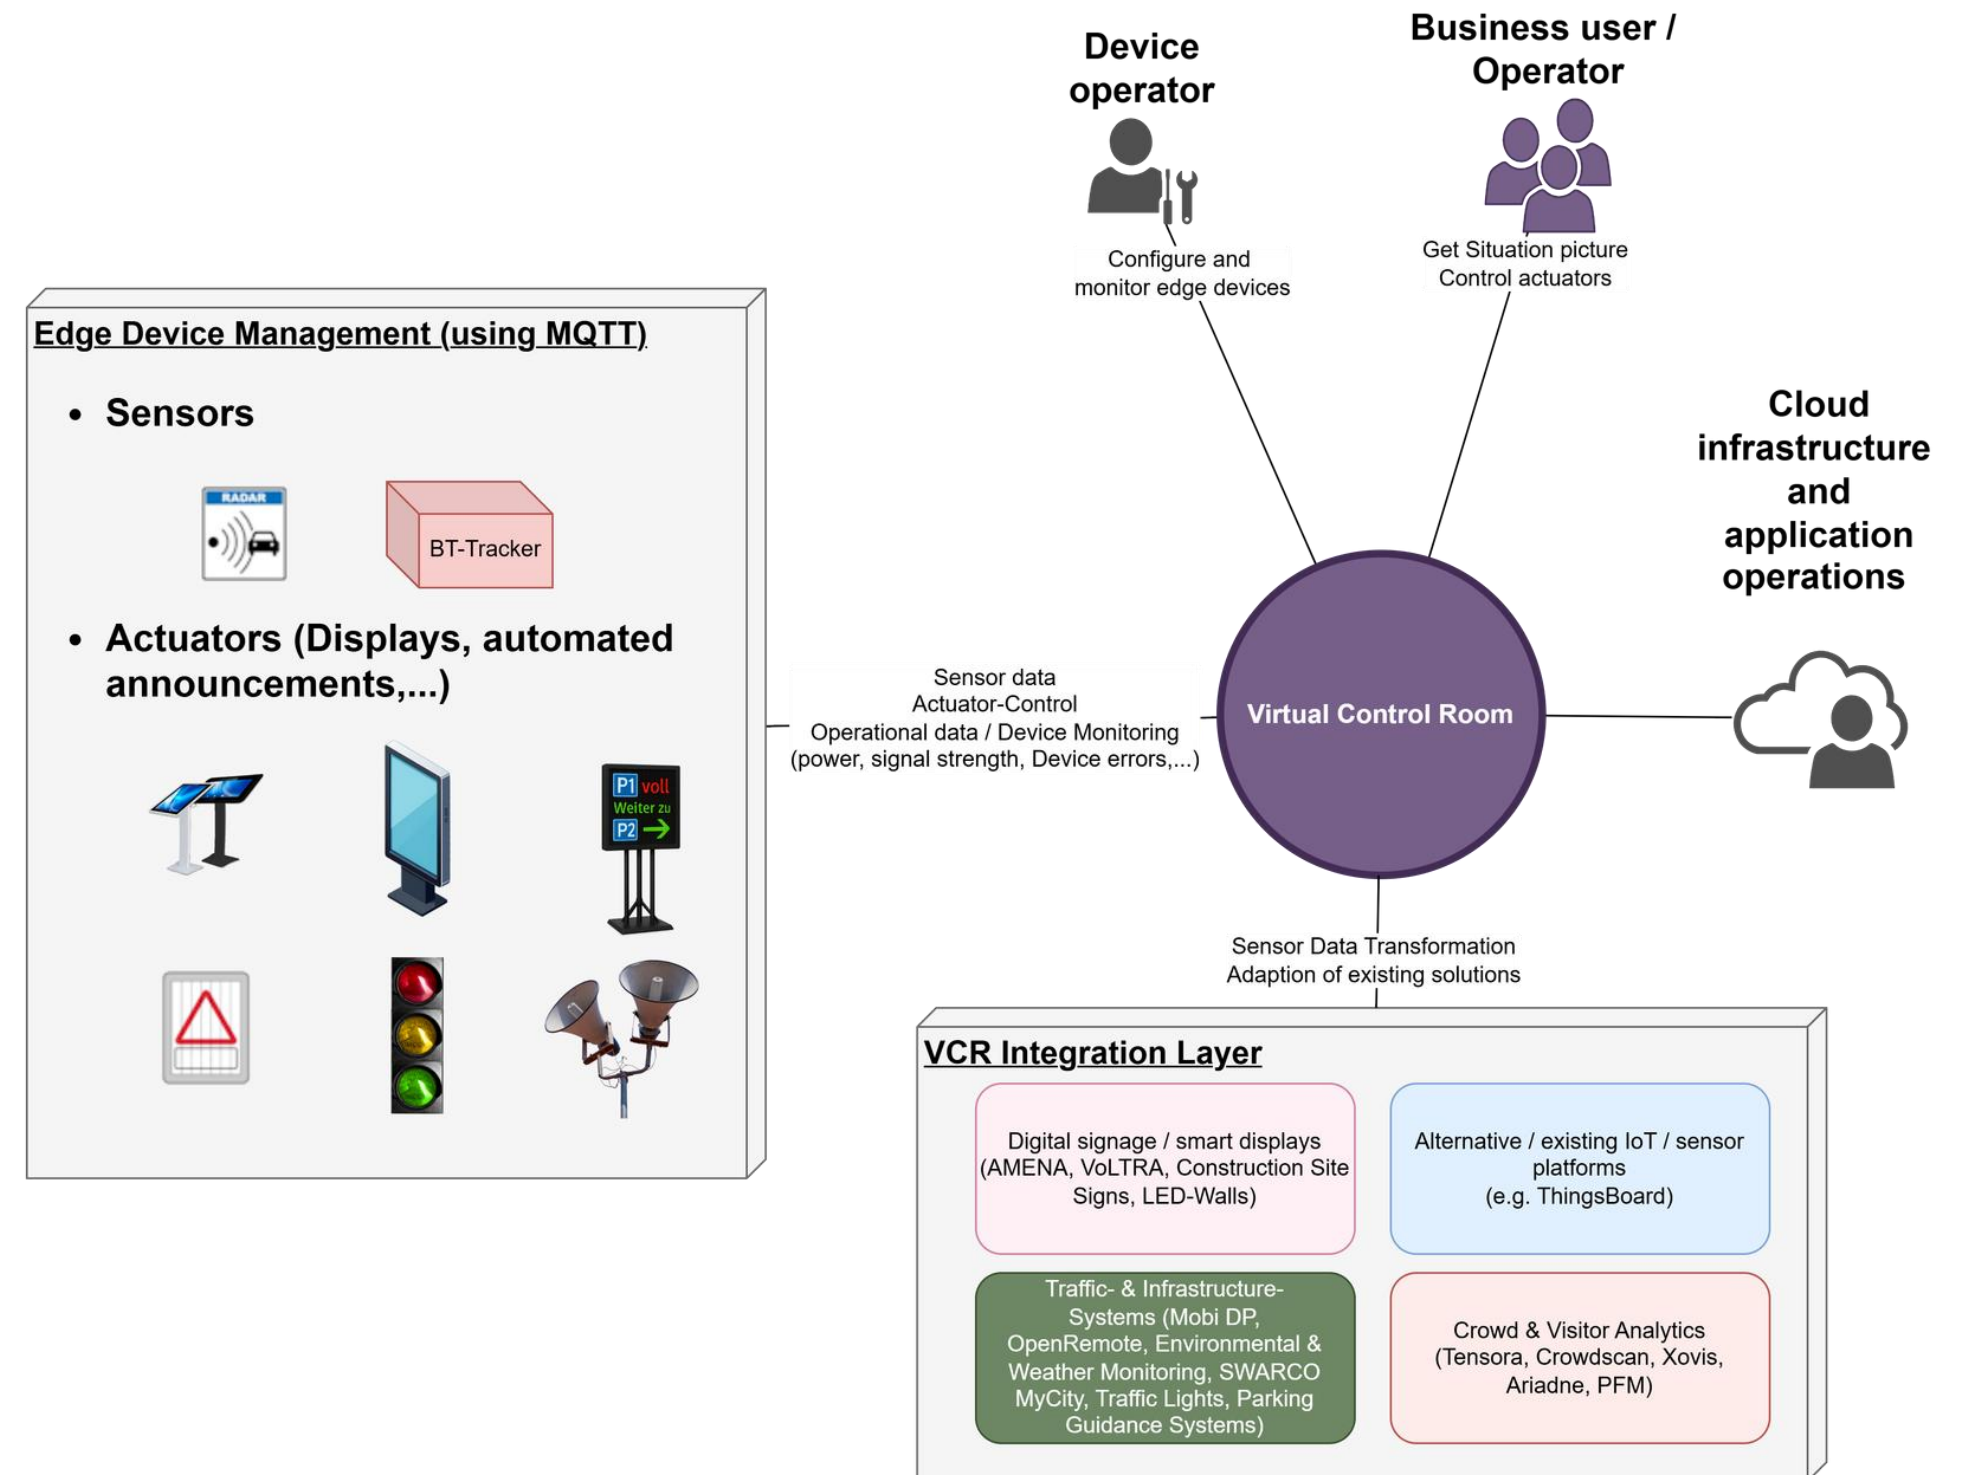 Device
operator
Business user /
Operator
Configure and
monitor edge devices
Get Situation picture
Control actuators
Edge Device Management (using MQTT)
• Sensors
RADAR
BT-Tracker
• Actuators (Displays, automated
announcements,...)
P1 voll
Weiter zu
P2
Sensor data
Actuator-Control
Operational data / Device Monitoring
(power, signal strength, Device errors,...)
Virtual Control Room
Cloud
infrastructure
and
application
operations
Sensor Data Transformation
Adaption of existing solutions
VCR Integration Layer
Digital signage / smart displays
(AMENA, VoLTRA, Construction Site
Signs, LED-Walls)
Alternative / existing IoT / sensor
platforms
(e.g. ThingsBoard)
Traffic- & Infrastructure-
Systems (Mobi DP,
OpenRemote, Environmental &
Weather Monitoring, SWARCO
MyCity, Traffic Lights, Parking
Guidance Systems)
Crowd & Visitor Analytics
(Tensora, Crowdscan, Xovis,
Ariadne, PFM)